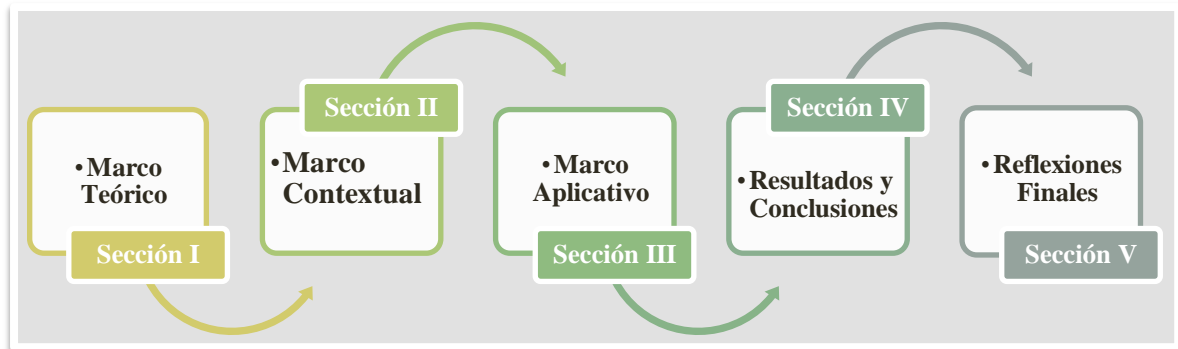 • Marco
Teórico
Sección I
Sección II
• Marco
Contextual
• Marco
Aplicativo
Sección III
Sección IV
• Resultados y
Conclusiones
• Reflexiones
Finales
Sección V